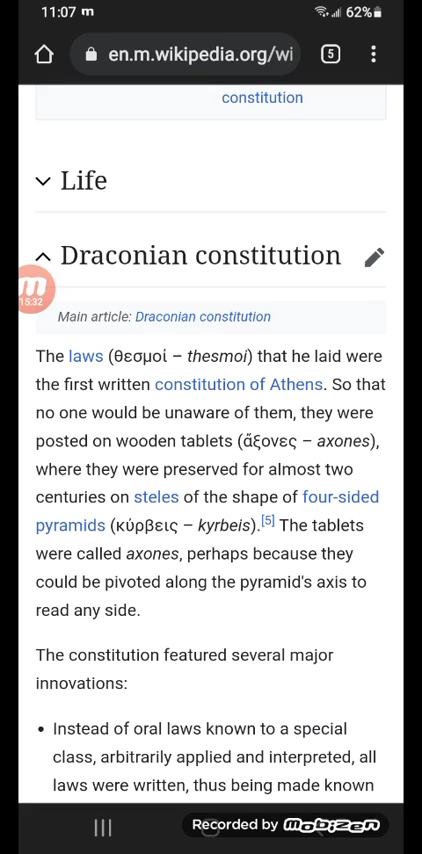 11:07 m
62%
en.m.wikipedia.org/wi
5
constitution
Life
Draconian constitution
m
15:32
Main article: Draconian constitution
The laws (θεσμοί – thesmoi) that he laid were
the first written constitution of Athens. So that
no one would be unaware of them, they were
posted on wooden tablets (ἄξονες – axones),
where they were preserved for almost two
centuries on steles of the shape of four-sided
pyramids (κύρβεις – kyrbeis).[5] The tablets
were called axones, perhaps because they
could be pivoted along the pyramid's axis to
read any side.
The constitution featured several major
innovations:
• Instead of oral laws known to a special
class, arbitrarily applied and interpreted, all
laws were written, thus being made known
Recorded by mobizen